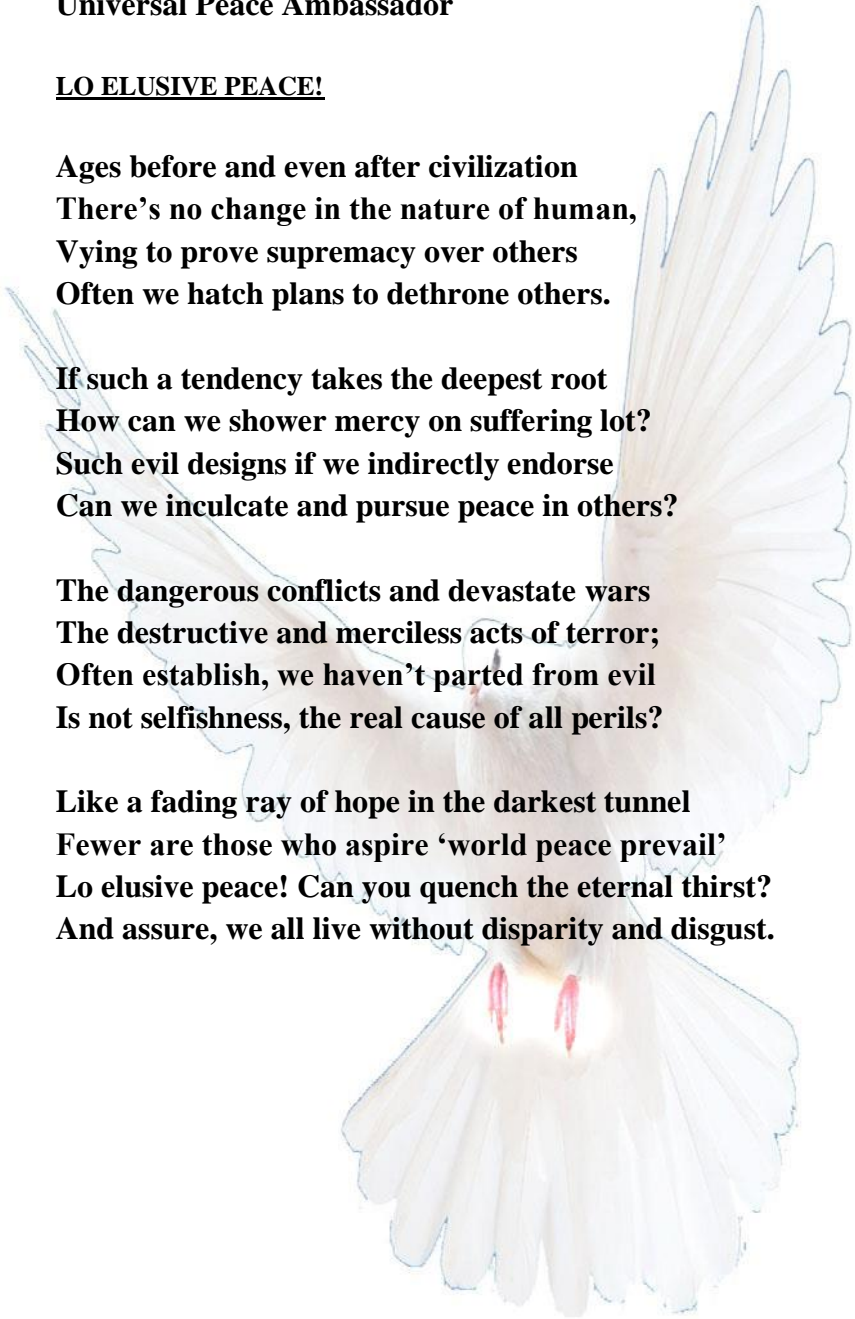 Universal Peace Ambassador
LO ELUSIVE PEACE!
Ages before and even after civilization
There’s no change in the nature of human,
Vying to prove supremacy over others
Often we hatch plans to dethrone others.
If such a tendency takes the deepest root
How can we shower mercy on suffering lot?
Such evil designs if we indirectly endorse
Can we inculcate and pursue peace in others?
The dangerous conflicts and devastate wars
The destructive and merciless acts of terror;
Often establish, we haven’t parted from evil
Is not selfishness, the real cause of all perils?
Like a fading ray of hope in the darkest tunnel
Fewer are those who aspire ‘world peace prevail’
Lo elusive peace! Can you quench the eternal thirst?
And assure, we all live without disparity and disgust.